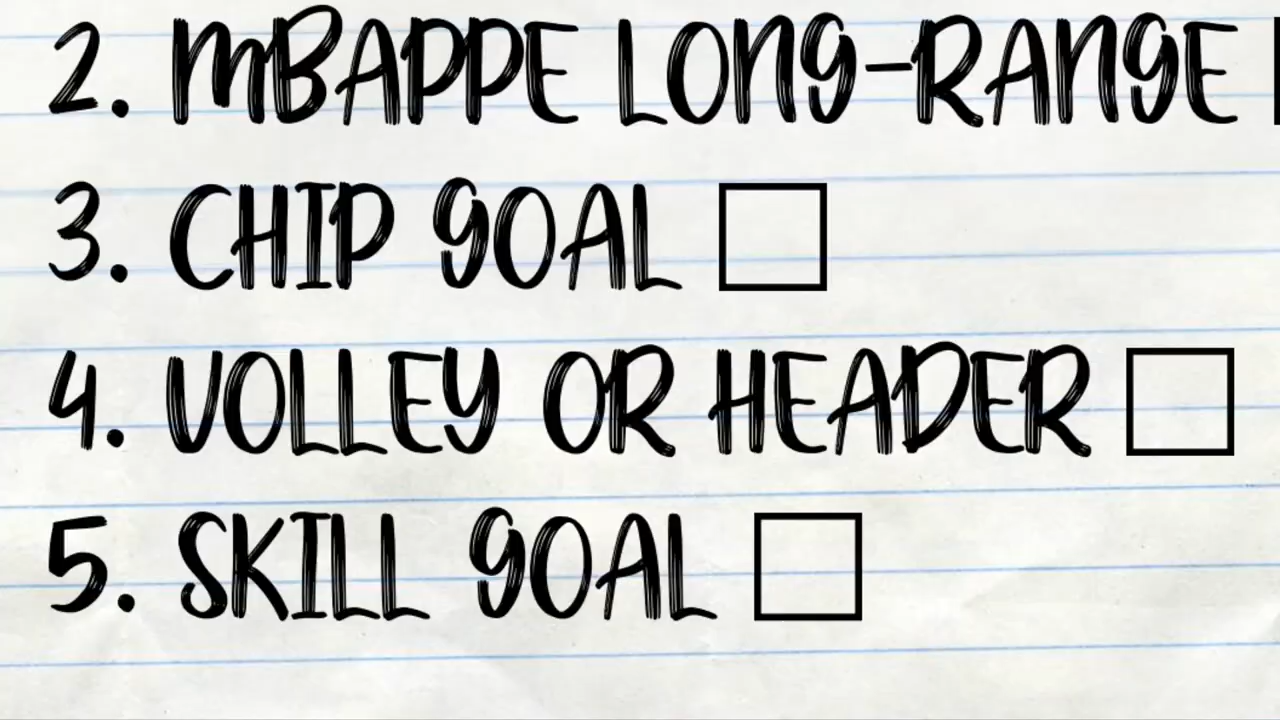 2. MBAPPE LONG-RANGE
3. CHIP GOAL
4. VOLLEY OR HEADER
5. SKILL GOAL